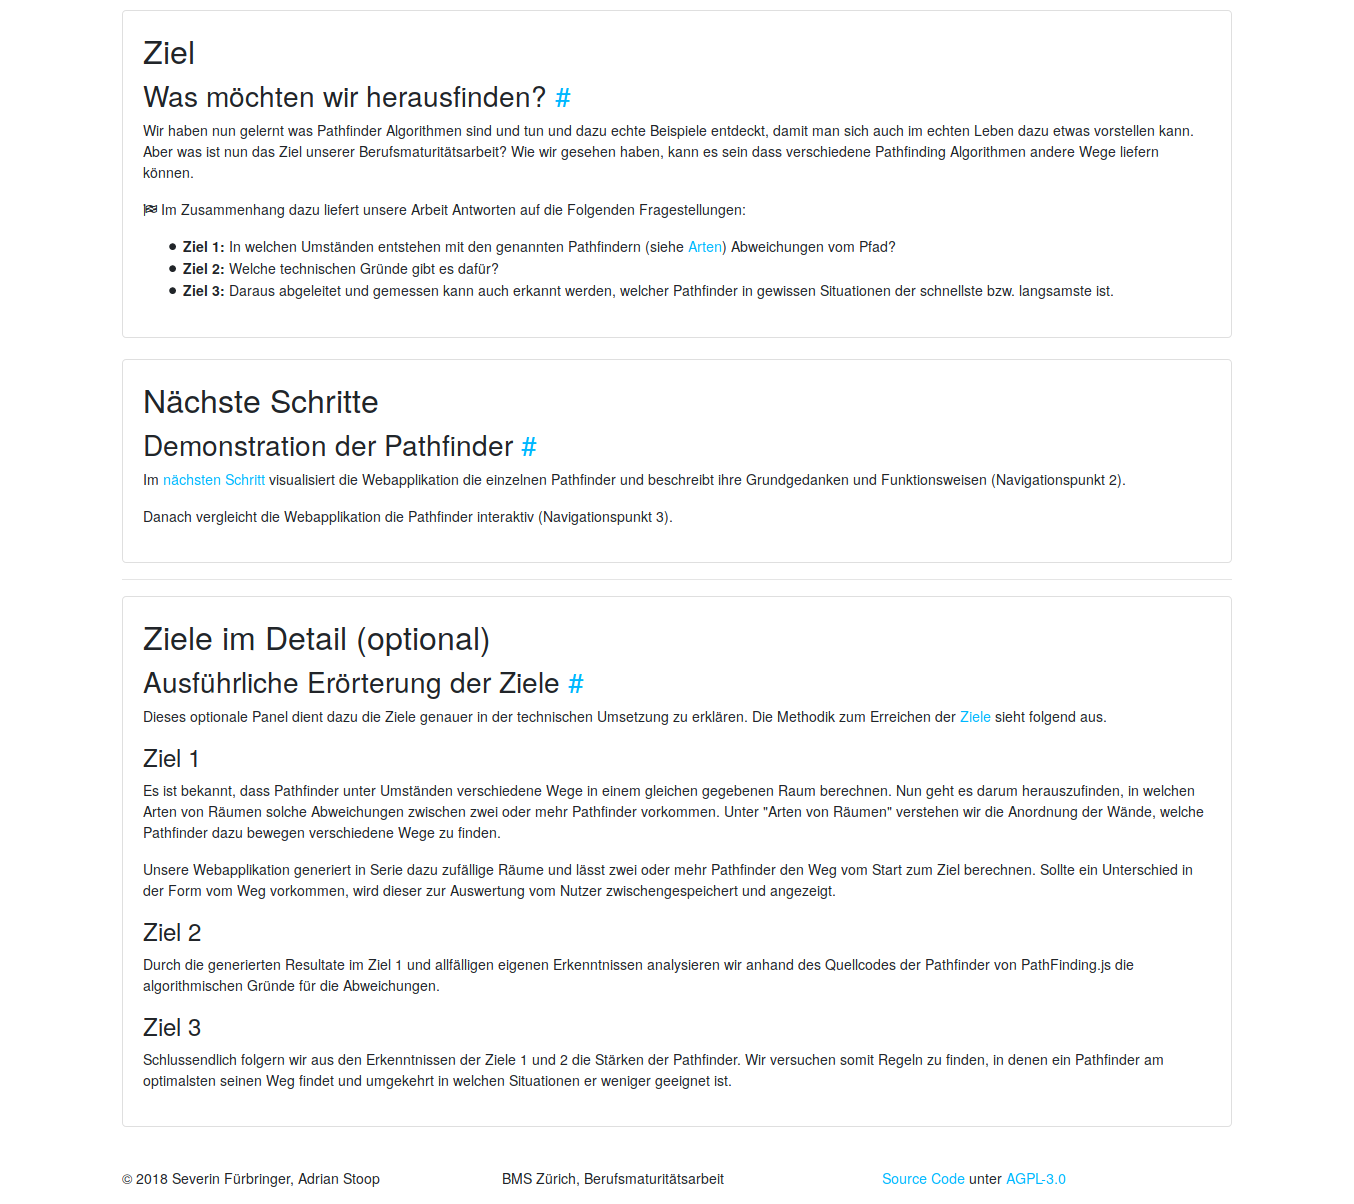 Ziel
Was möchten wir herausfinden? #
Wir haben nun gelernt was Pathfinder Algorithmen sind und tun und dazu echte Beispiele entdeckt, damit man sich auch im echten Leben dazu etwas vorstellen kann.
Aber was ist nun das Ziel unserer Berufsmaturitätsarbeit? Wie wir gesehen haben, kann es sein dass verschiedene Pathfinding Algorithmen andere Wege liefern
können.
Im Zusammenhang dazu liefert unsere Arbeit Antworten auf die Folgenden Fragestellungen:
● Ziel 1: In welchen Umständen entstehen mit den genannten Pathfindern (siehe Arten) Abweichungen vom Pfad?
● Ziel 2: Welche technischen Gründe gibt es dafür?
● Ziel 3: Daraus abgeleitet und gemessen kann auch erkannt werden, welcher Pathfinder in gewissen Situationen der schnellste bzw. langsamste ist.
Nächste Schritte
Demonstration der Pathfinder #
Im nächsten Schritt visualisiert die Webapplikation die einzelnen Pathfinder und beschreibt ihre Grundgedanken und Funktionsweisen (Navigationspunkt 2).
Danach vergleicht die Webapplikation die Pathfinder interaktiv (Navigationspunkt 3).
Ziele im Detail (optional)
Ausführliche Erörterung der Ziele #
Dieses optionale Panel dient dazu die Ziele genauer in der technischen Umsetzung zu erklären. Die Methodik zum Erreichen der Ziele sieht folgend aus.
Ziel 1
Es ist bekannt, dass Pathfinder unter Umständen verschiedene Wege in einem gleichen gegebenen Raum berechnen. Nun geht es darum herauszufinden, in welchen
Arten von Räumen solche Abweichungen zwischen zwei oder mehr Pathfinder vorkommen. Unter "Arten von Räumen" verstehen wir die Anordnung der Wände, welche
Pathfinder dazu bewegen verschiedene Wege zu finden.
Unsere Webapplikation generiert in Serie dazu zufällige Räume und lässt zwei oder mehr Pathfinder den Weg vom Start zum Ziel berechnen. Sollte ein Unterschied in
der Form vom Weg vorkommen, wird dieser zur Auswertung vom Nutzer zwischengespeichert und angezeigt.
Ziel 2
Durch die generierten Resultate im Ziel 1 und allfälligen eigenen Erkenntnissen analysieren wir anhand des Quellcodes der Pathfinder von PathFinding.js die
algorithmischen Gründe für die Abweichungen.
Ziel 3
Schlussendlich folgern wir aus den Erkenntnissen der Ziele 1 und 2 die Stärken der Pathfinder. Wir versuchen somit Regeln zu finden, in denen ein Pathfinder am
optimalsten seinen Weg findet und umgekehrt in welchen Situationen er weniger geeignet ist.
© 2018 Severin Fürbringer, Adrian Stoop
BMS Zürich, Berufsmaturitätsarbeit
Source Code unter AGPL-3.0